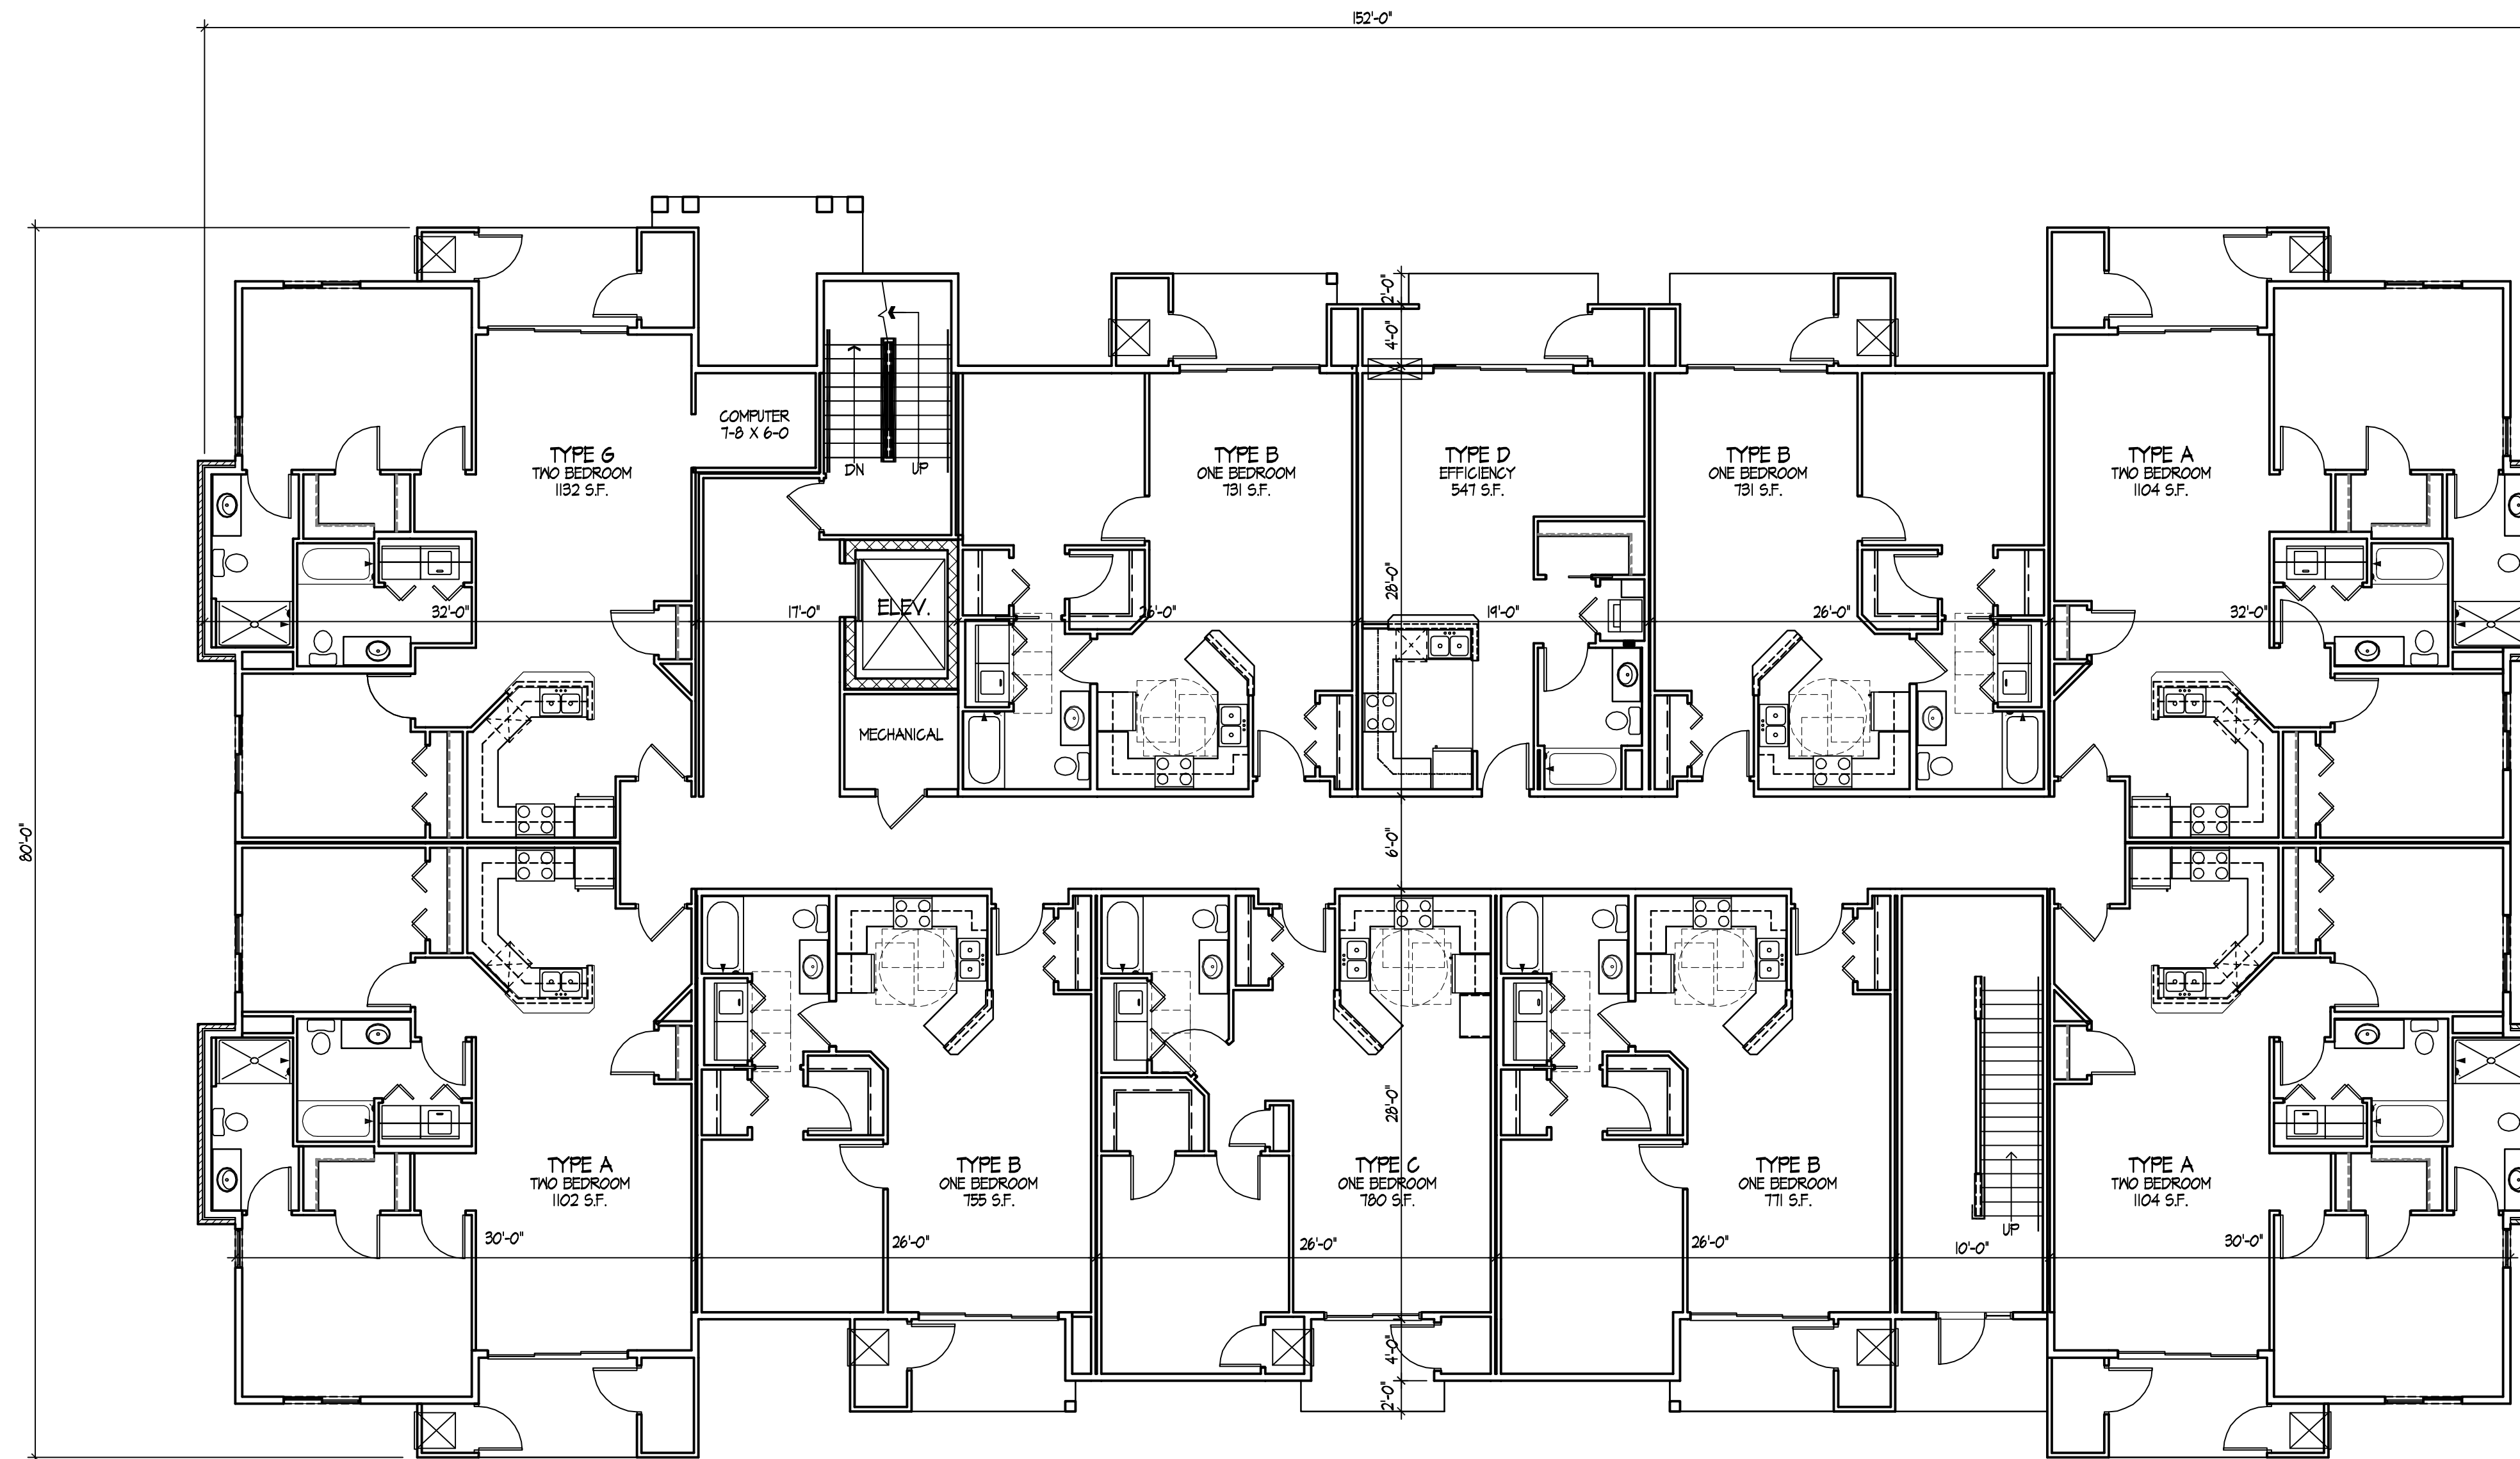 152'-0"
2'-0"
4'-0"
COMPUTER
7-8 X 6-0
TYPE G
TWO BEDROOM
1132 S.F.
DN
UP
TYPE B
ONE BEDROOM
731 S.F.
TYPE D
EFFICIENCY
547 S.F.
TYPE B
ONE BEDROOM
731 S.F.
TYPE A
TWO BEDROOM
1104 S.F.
28'-0"
32'-0"
17'-0"
ELEV.
26'-0"
19'-0"
26'-0"
32'-0"
MECHANICAL
80'-0"
6'-0"
28'-0"
TYPE A
TWO BEDROOM
1102 S.F.
TYPE B
ONE BEDROOM
755 S.F.
TYPE C
ONE BEDROOM
780 S.F.
TYPE B
ONE BEDROOM
771 S.F.
UP
TYPE A
TWO BEDROOM
1104 S.F.
30'-0"
26'-0"
26'-0"
26'-0"
10'-0"
30'-0"
4'-0"
2'-0"